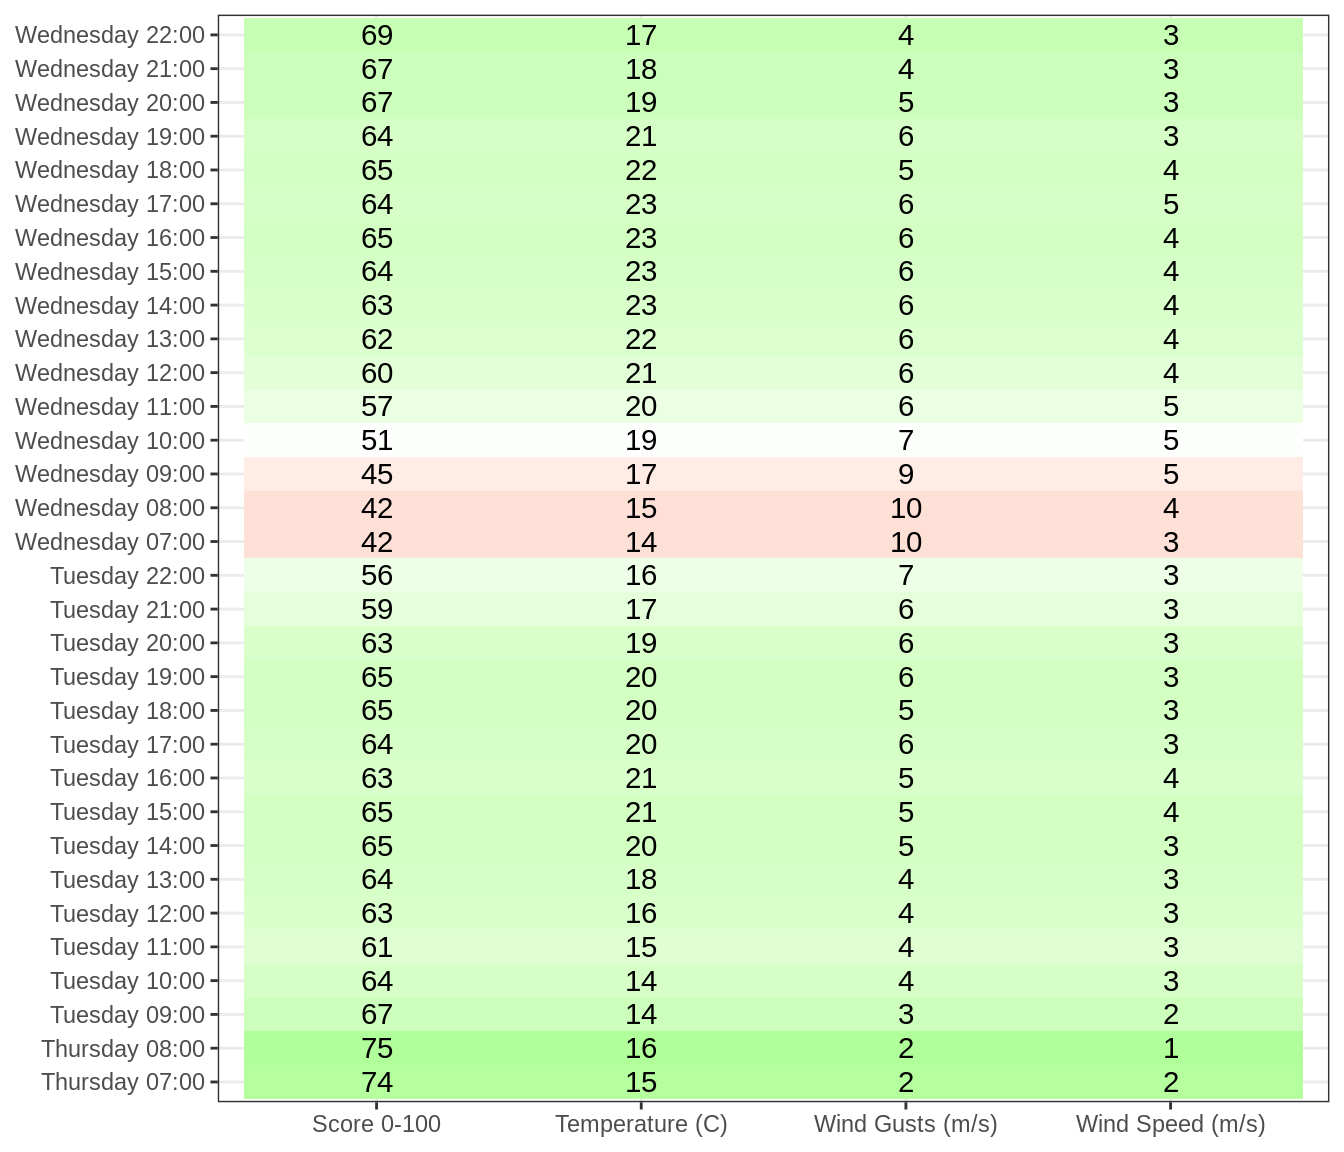 Wednesday 22:00 69 17 4 3
Wednesday 21:00 67 18 4 3
Wednesday 20:00 67 19 5 3
Wednesday 19:00 64 21 6 3
Wednesday 18:00 65 22 5 4
Wednesday 17:00 64 23 6 5
Wednesday 16:00 65 23 6 4
Wednesday 15:00 64 23 6 4
Wednesday 14:00 63 23 6 4
Wednesday 13:00 62 22 6 4
Wednesday 12:00 60 21 6 4
Wednesday 11:00 57 20 6 5
Wednesday 10:00 51 19 7 5
Wednesday 09:00 45 17 9 5
Wednesday 08:00 42 15 10 4
Wednesday 07:00 42 14 10 3
Tuesday 22:00 56 16 7 3
Tuesday 21:00 59 17 6 3
Tuesday 20:00 63 19 6 3
Tuesday 19:00 65 20 6 3
Tuesday 18:00 65 20 5 3
Tuesday 17:00 64 20 6 3
Tuesday 16:00 63 21 5 4
Tuesday 15:00 65 21 5 4
Tuesday 14:00 65 20 5 3
Tuesday 13:00 64 18 4 3
Tuesday 12:00 63 16 4 3
Tuesday 11:00 61 15 4 3
Tuesday 10:00 64 14 4 3
Tuesday 09:00 67 14 3 2
Thursday 08:00 75 16 2 1
Thursday 07:00 74 15 2 2
Score 0-100 Temperature (C) Wind Gusts (m/s) Wind Speed (m/s)